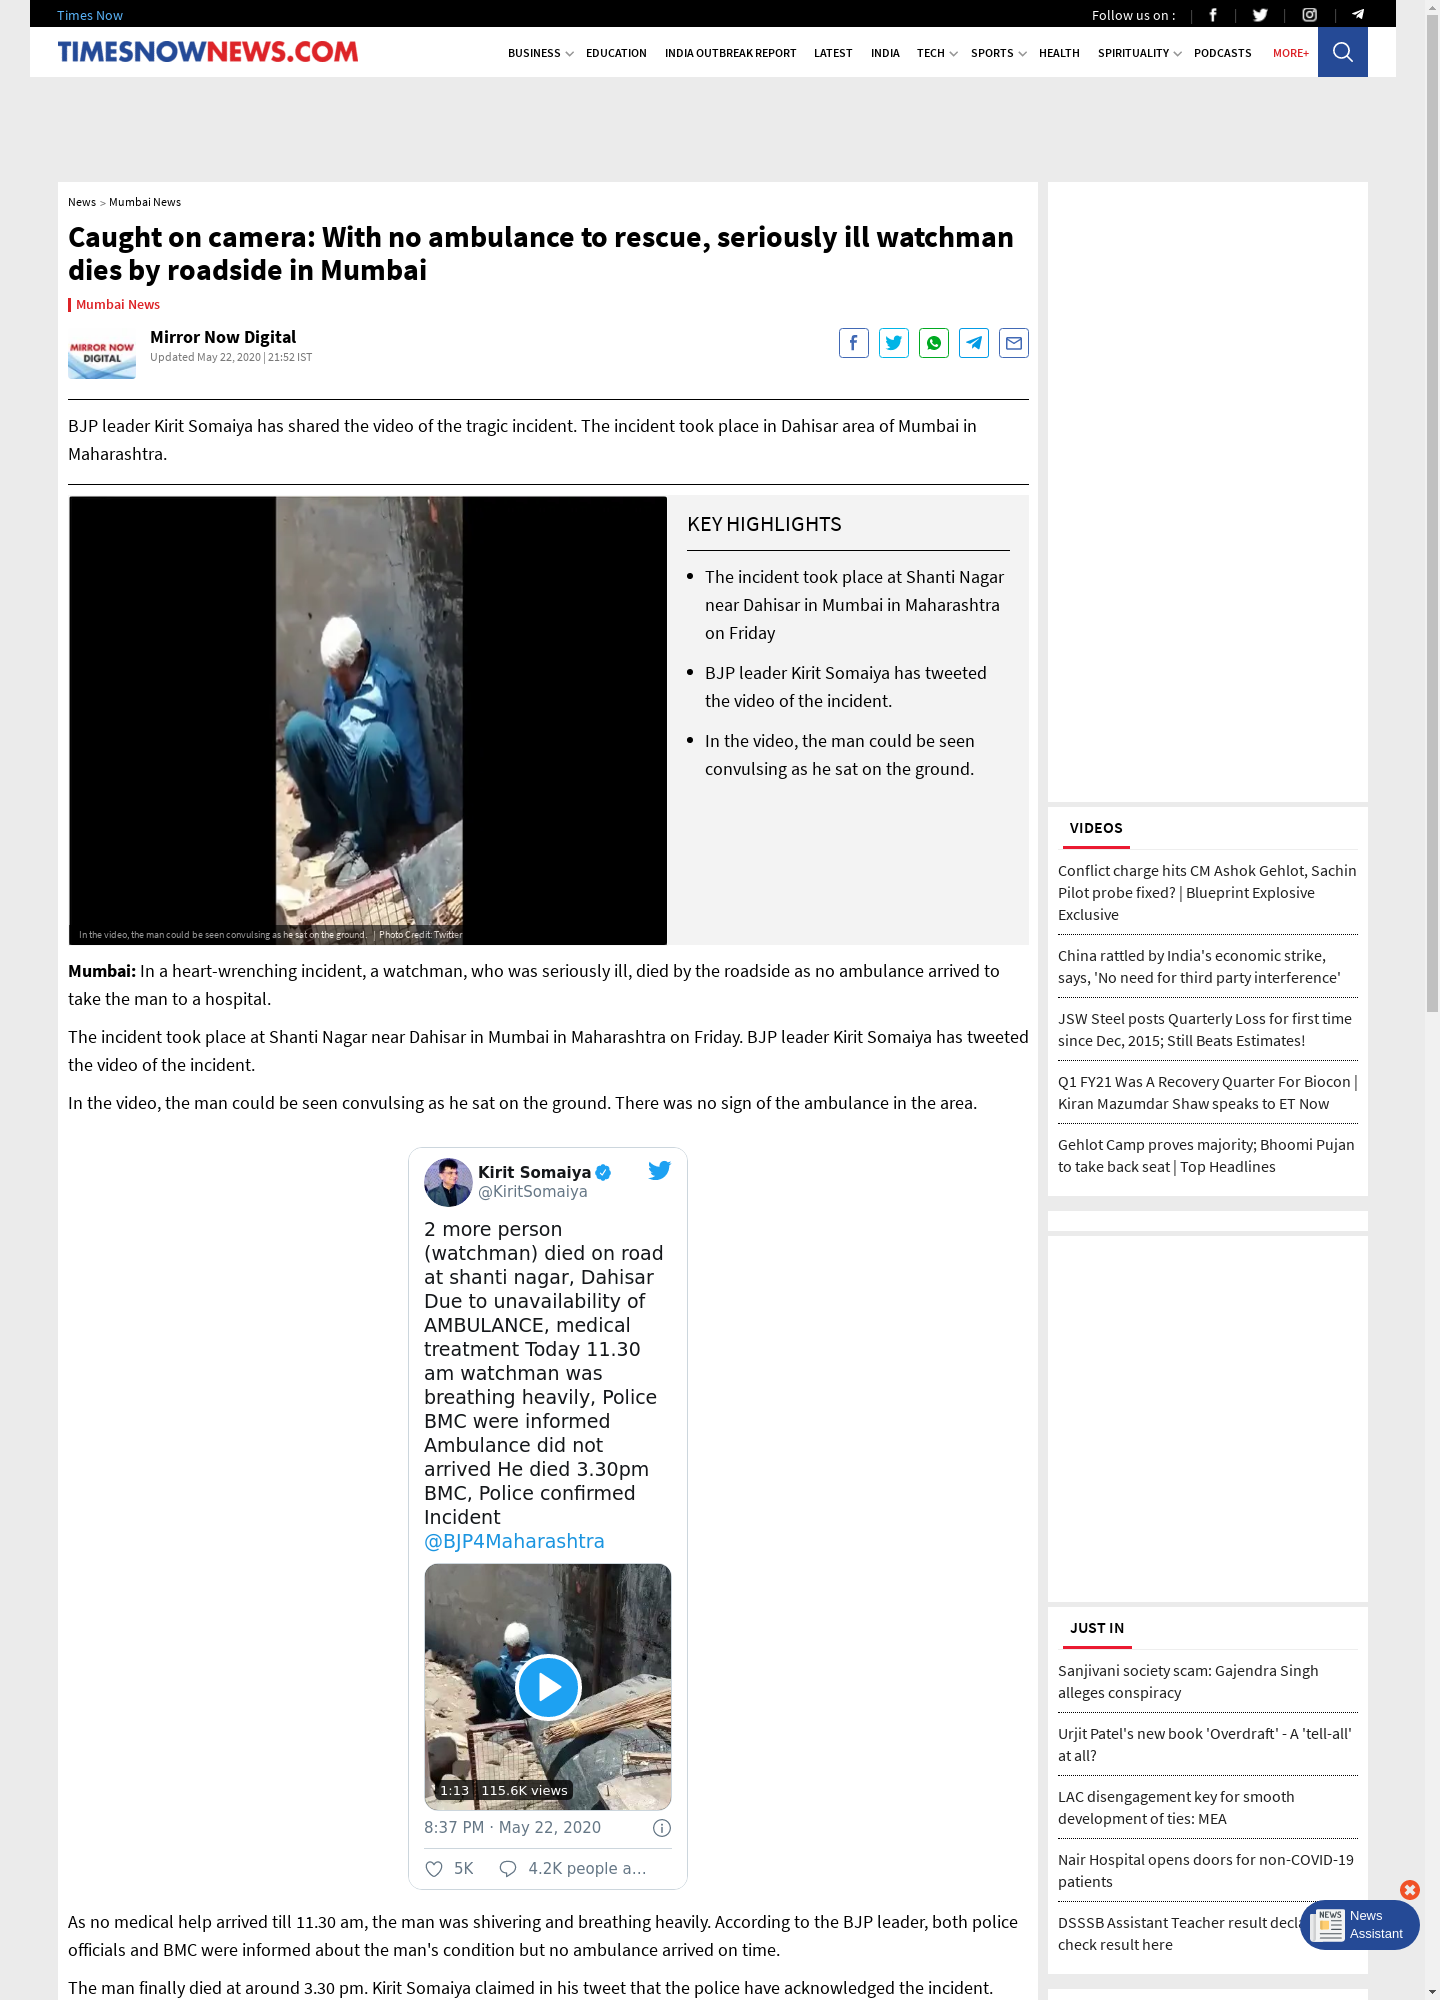 Times Now
Follow us on :
TIMESNOWNEWS.COM
BUSINESS EDUCATION INDIA OUTBREAK REPORT LATEST INDIA TECH SPORTS HEALTH SPIRITUALITY PODCASTS MORE+
News > Mumbai News
Caught on camera: With no ambulance to rescue, seriously ill watchman
dies by roadside in Mumbai
Mumbai News
MIRROR NOW
DIGITAL
Mirror Now Digital
Updated May 22, 2020 | 21:52 IST
BJP leader Kirit Somaiya has shared the video of the tragic incident. The incident took place in Dahisar area of Mumbai in
Maharashtra.
In the video, the man could be seen convulsing as he sat on the ground. | Photo Credit: Twitter
KEY HIGHLIGHTS
The incident took place at Shanti Nagar
near Dahisar in Mumbai in Maharashtra
on Friday
BJP leader Kirit Somaiya has tweeted
the video of the incident.
In the video, the man could be seen
convulsing as he sat on the ground.
Mumbai: In a heart-wrenching incident, a watchman, who was seriously ill, died by the roadside as no ambulance arrived to
take the man to a hospital.
The incident took place at Shanti Nagar near Dahisar in Mumbai in Maharashtra on Friday. BJP leader Kirit Somaiya has tweeted
the video of the incident.
In the video, the man could be seen convulsing as he sat on the ground. There was no sign of the ambulance in the area.
Kirit Somaiya
@KiritSomaiya
2 more person
(watchman) died on road
at shanti nagar, Dahisar
Due to unavailability of
AMBULANCE, medical
treatment Today 11.30
am watchman was
breathing heavily, Police
BMC were informed
Ambulance did not
arrived He died 3.30pm
BMC, Police confirmed
Incident
@BJP4Maharashtra
1:13 115.6K views
8:37 PM · May 22, 2020
5K 4.2K people a...
As no medical help arrived till 11.30 am, the man was shivering and breathing heavily. According to the BJP leader, both police
officials and BMC were informed about the man's condition but no ambulance arrived on time.
The man finally died at around 3.30 pm. Kirit Somaiya claimed in his tweet that the police have acknowledged the incident.
VIDEOS
Conflict charge hits CM Ashok Gehlot, Sachin
Pilot probe fixed? | Blueprint Explosive
Exclusive
China rattled by India's economic strike,
says, 'No need for third party interference'
JSW Steel posts Quarterly Loss for first time
since Dec, 2015; Still Beats Estimates!
Q1 FY21 Was A Recovery Quarter For Biocon |
Kiran Mazumdar Shaw speaks to ET Now
Gehlot Camp proves majority; Bhoomi Pujan
to take back seat | Top Headlines
JUST IN
Sanjivani society scam: Gajendra Singh
alleges conspiracy
Urjit Patel's new book 'Overdraft' - A 'tell-all'
at all?
LAC disengagement key for smooth
development of ties: MEA
Nair Hospital opens doors for non-COVID-19
patients
DSSSB Assistant Teacher result
check result here
NEWS
News
Assistant